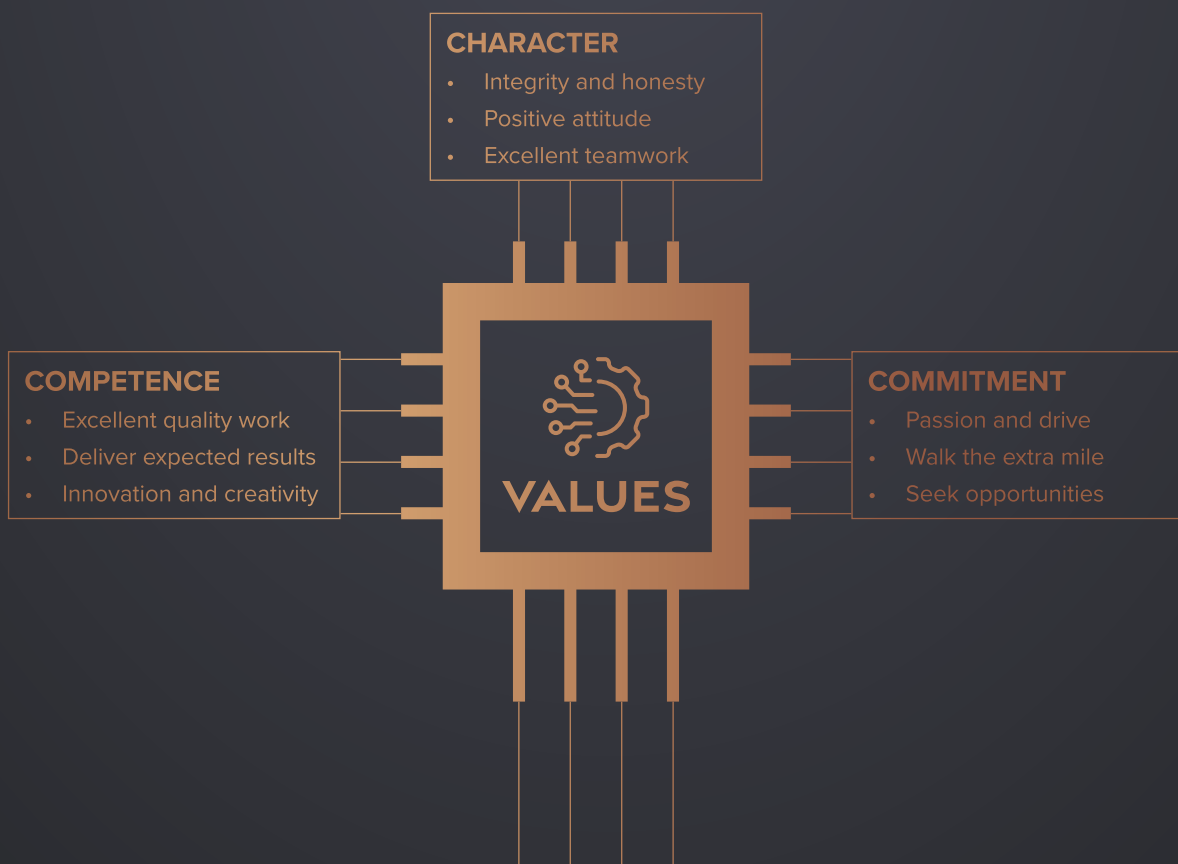 CHARACTER
• Integrity and honesty
• Positive attitude
• Excellent teamwork
COMPETENCE
• Excellent quality work
• Deliver expected results
• Innovation and creativity
VALUES
COMMITMENT
• Passion and drive
• Walk the extra mile
• Seek opportunities